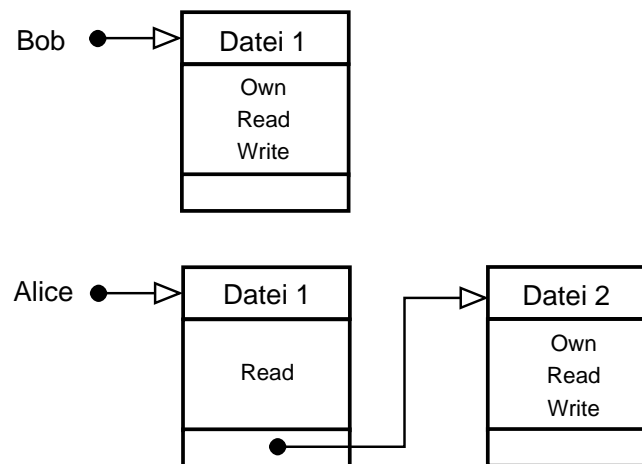 Bob
Datei 1
Own
Read
Write
Alice
Datei 1
Read
Datei 2
Own
Read
Write